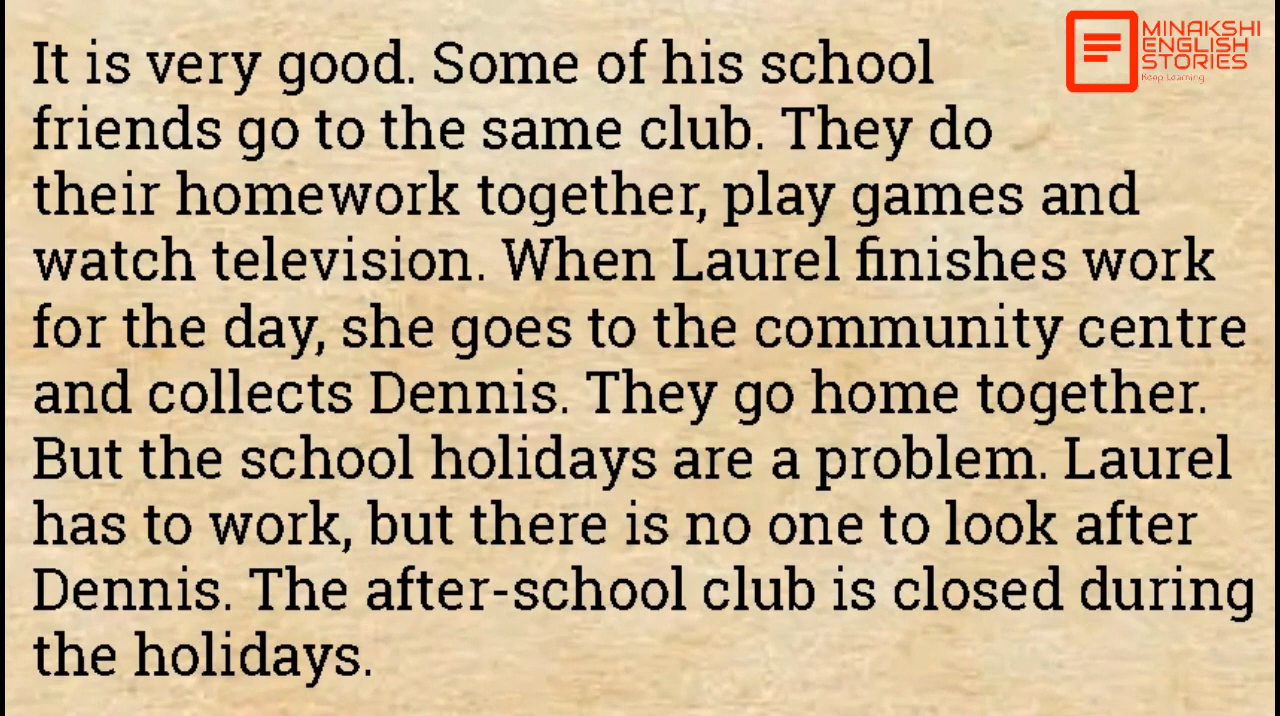 MINAKSHI
ENGLISH
STORIES
Keep Learning
It is very good. Some of his school
friends go to the same club. They do
their homework together, play games and
watch television. When Laurel finishes work
for the day, she goes to the community centre
and collects Dennis. They go home together.
But the school holidays are a problem. Laurel
has to work, but there is no one to look after
Dennis. The after-school club is closed during
the holidays.